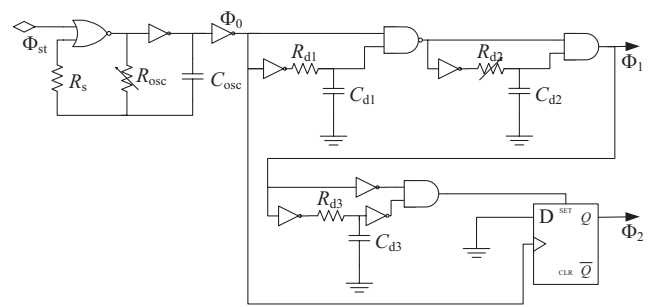 Φst
Rs
Rosc
Cosc
Φ0
Rd1
Cd1
Rd2
Cd2
Φ1
Rd3
Cd3
D
SET
Q
CLR
Q̅
Φ2